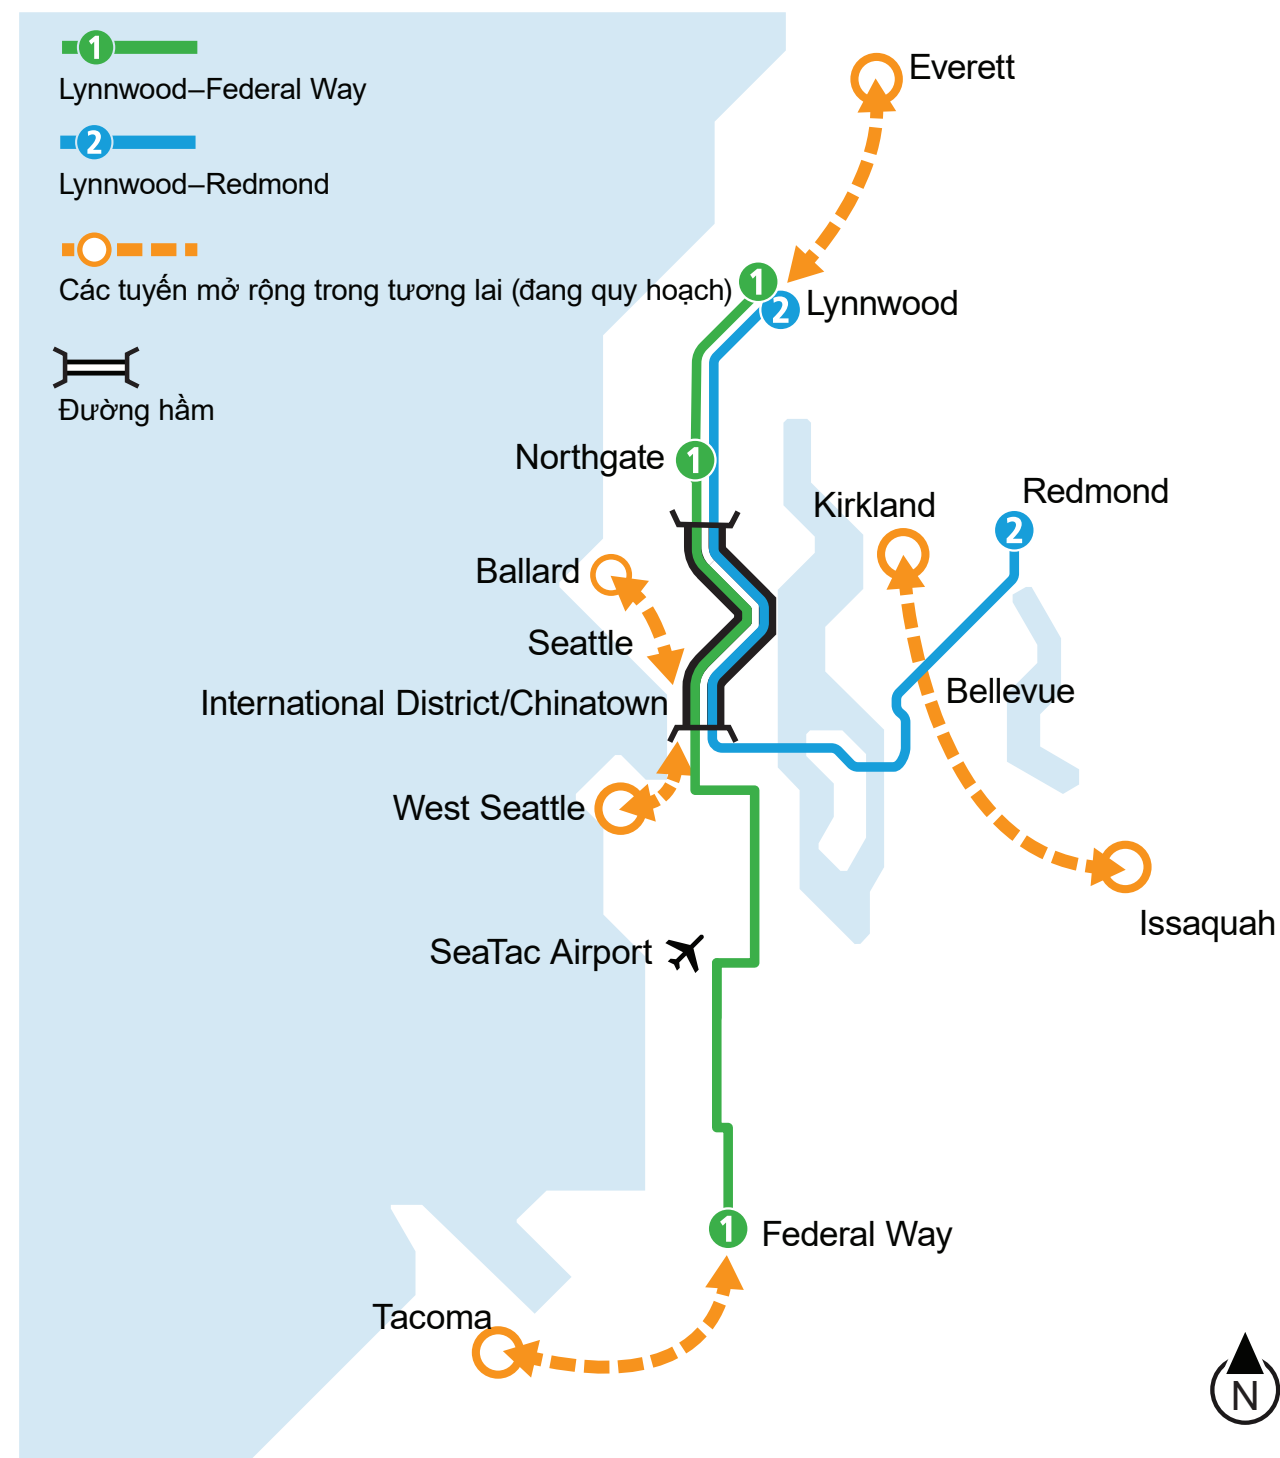 1
Lynnwood–Federal Way
2
Lynnwood–Redmond
Các tuyến mở rộng trong tương lai (đang quy hoạch)
Đường hầm
Everett
1
2
Lynnwood
Northgate
1
Kirkland
Redmond
2
Ballard
Seattle
International District/Chinatown
Bellevue
West Seattle
Issaquah
SeaTac Airport
1
Federal Way
Tacoma
N